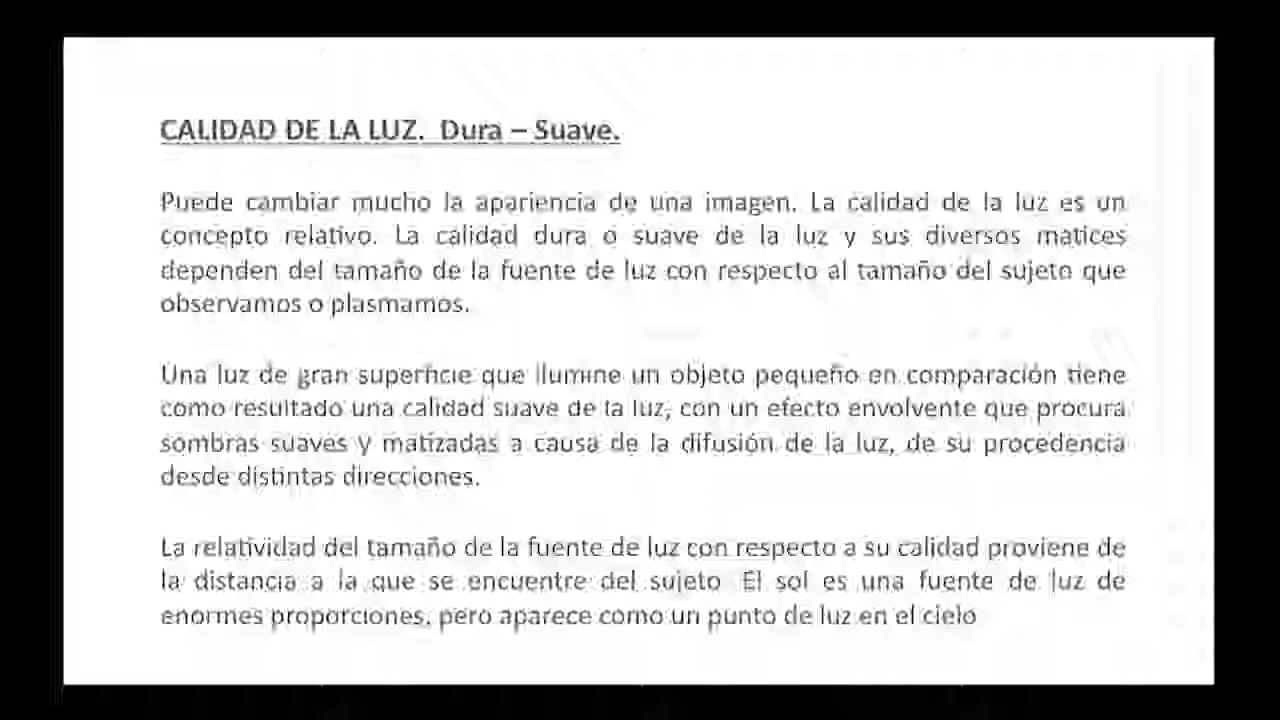 CALIDAD DE LA LUZ. Dura – Suave.
Puede cambiar mucho la apariencia de una imagen. La calidad de la luz es un
concepto relativo. La calidad dura o suave de la luz y sus diversos matices
dependen del tamaño de la fuente de luz con respecto al tamaño del sujeto que
observamos o plasmamos.
Una luz de gran superficie que ilumine un objeto pequeño en comparación tiene
como resultado una calidad suave de la luz, con un efecto envolvente que procura
sombras suaves y matizadas a causa de la difusión de la luz, de su procedencia
desde distintas direcciones.
La relatividad del tamaño de la fuente de luz con respecto a su calidad proviene de
la distancia a la que se encuentre del sujeto El sol es una fuente de luz de
enormes proporciones, pero aparece como un punto de luz en el cielo